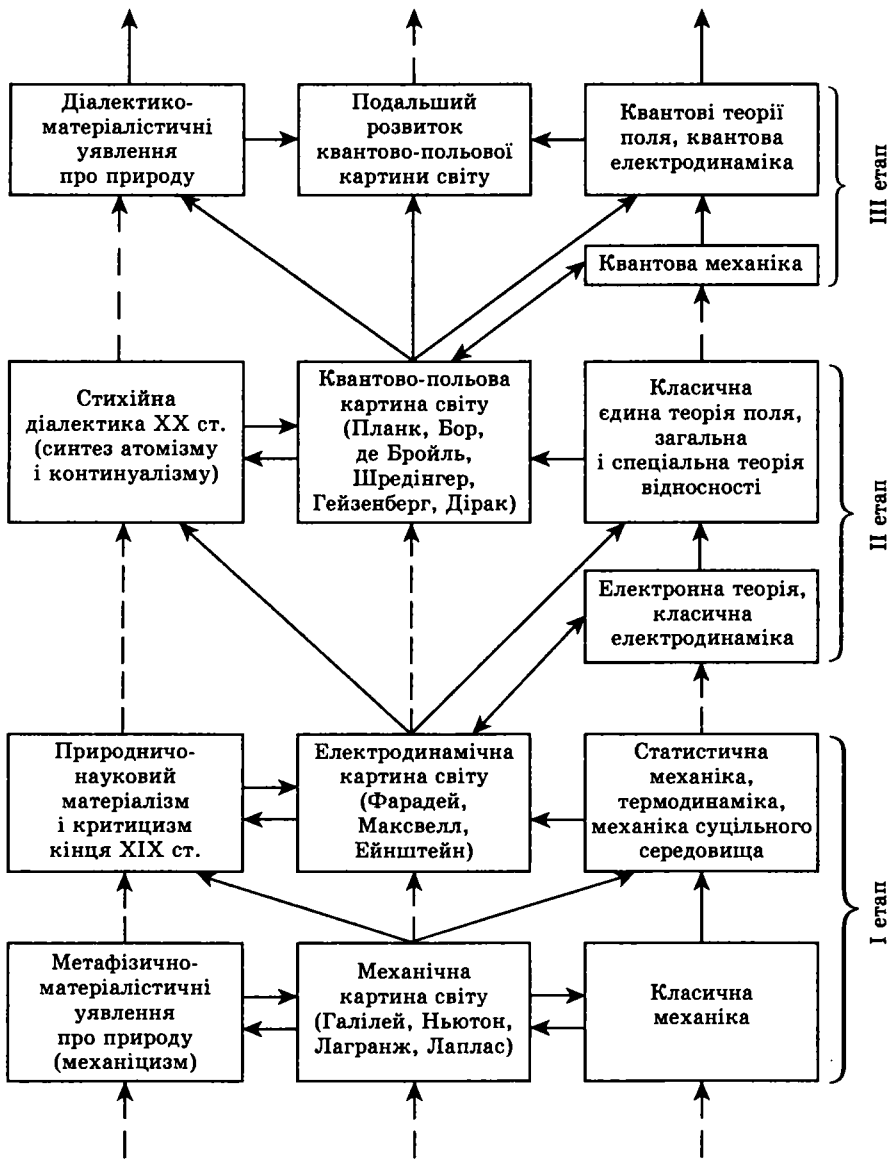 Діалектико-
матеріалістичні
уявлення
про природу
Подальший
розвиток
квантово-польової
картини світу
Квантові теорії
поля, квантова
електродинаміка
Квантова механіка
III етап
Стихійна
діалектика XX ст.
(синтез атомізму
і континуалізму)
Квантово-польова
картина світу
(Планк, Бор,
де Бройль,
Шредінгер,
Гейзенберг, Дірак)
Класична
єдина теорія поля,
загальна
і спеціальна теорія
відносності
Електронна теорія,
класична
електродинаміка
II етап
Природничо-
науковий
матеріалізм
і критицизм
кінця XIX ст.
Електродинамічна
картина світу
(Фарадей,
Максвелл,
Ейнштейн)
Статистична
механіка,
термодинаміка,
механіка суцільного
середовища
Метафізично-
матеріалістичні
уявлення
про природу
(механіцизм)
Механічна
картина світу
(Галілей, Ньютон,
Лагранж, Лаплас)
Класична
механіка
I етап